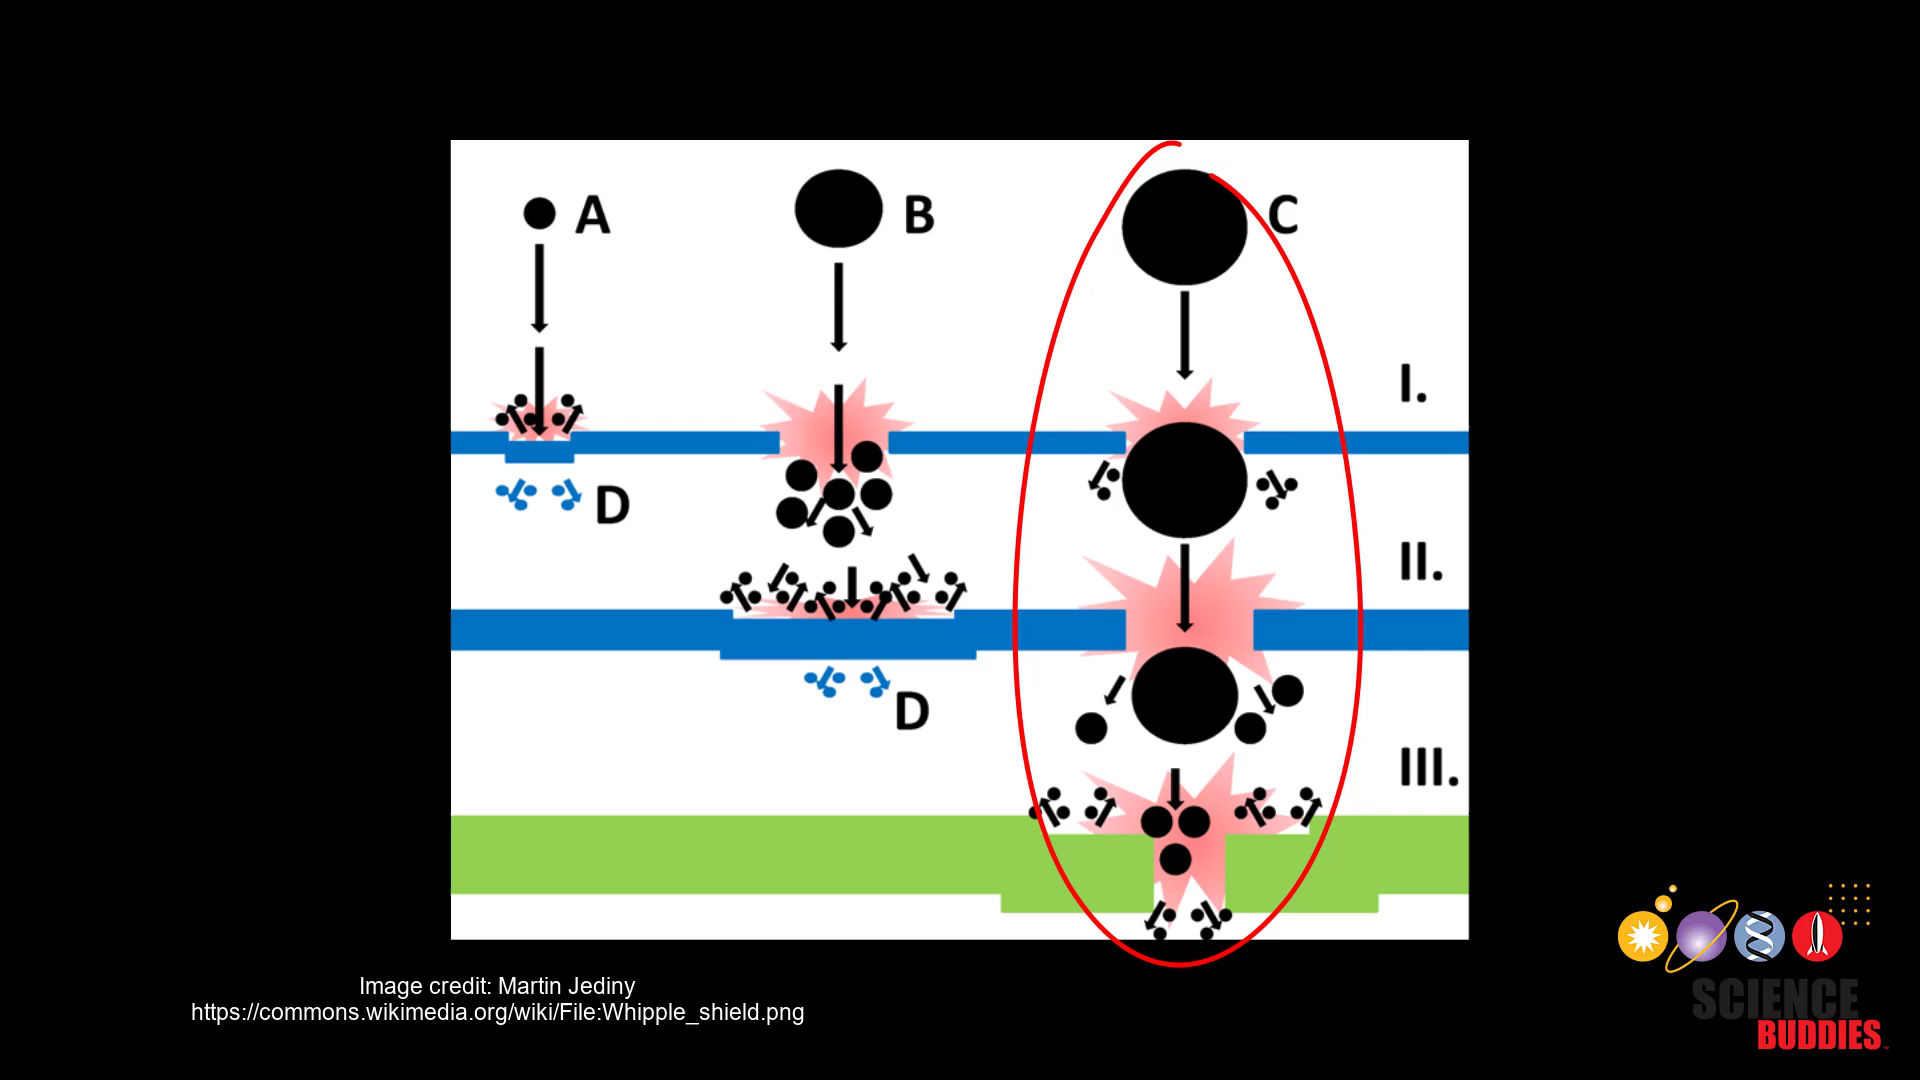 A
B
C
I.
D
II.
D
III.
Image credit: Martin Jediny
https://commons.wikimedia.org/wiki/File:Whipple_shield.png
SCIENCE
BUDDIES